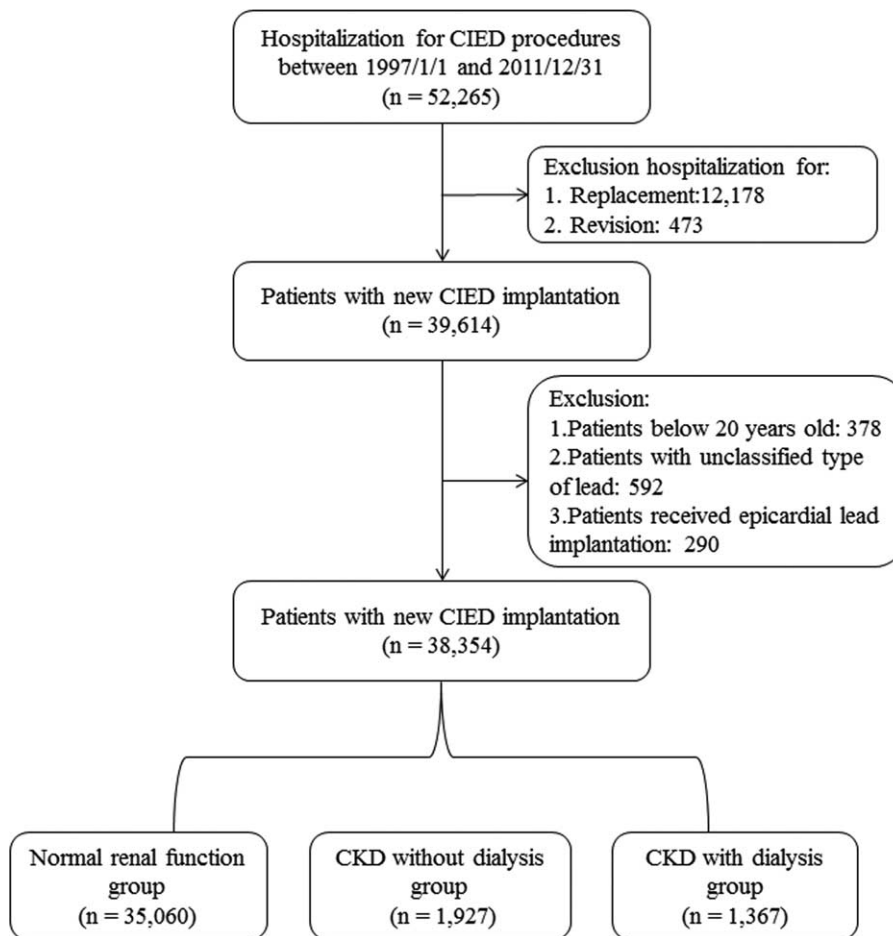 Hospitalization for CIED procedures
between 1997/1/1 and 2011/12/31
(n = 52,265)
Exclusion hospitalization for:
1. Replacement:12,178
2. Revision: 473
Patients with new CIED implantation
(n = 39,614)
Exclusion:
1.Patients below 20 years old: 378
2.Patients with unclassified type
of lead: 592
3.Patients received epicardial lead
implantation: 290
Patients with new CIED implantation
(n = 38,354)
Normal renal function
group
(n = 35,060)
CKD without dialysis
group
(n = 1,927)
CKD with dialysis
group
(n = 1,367)